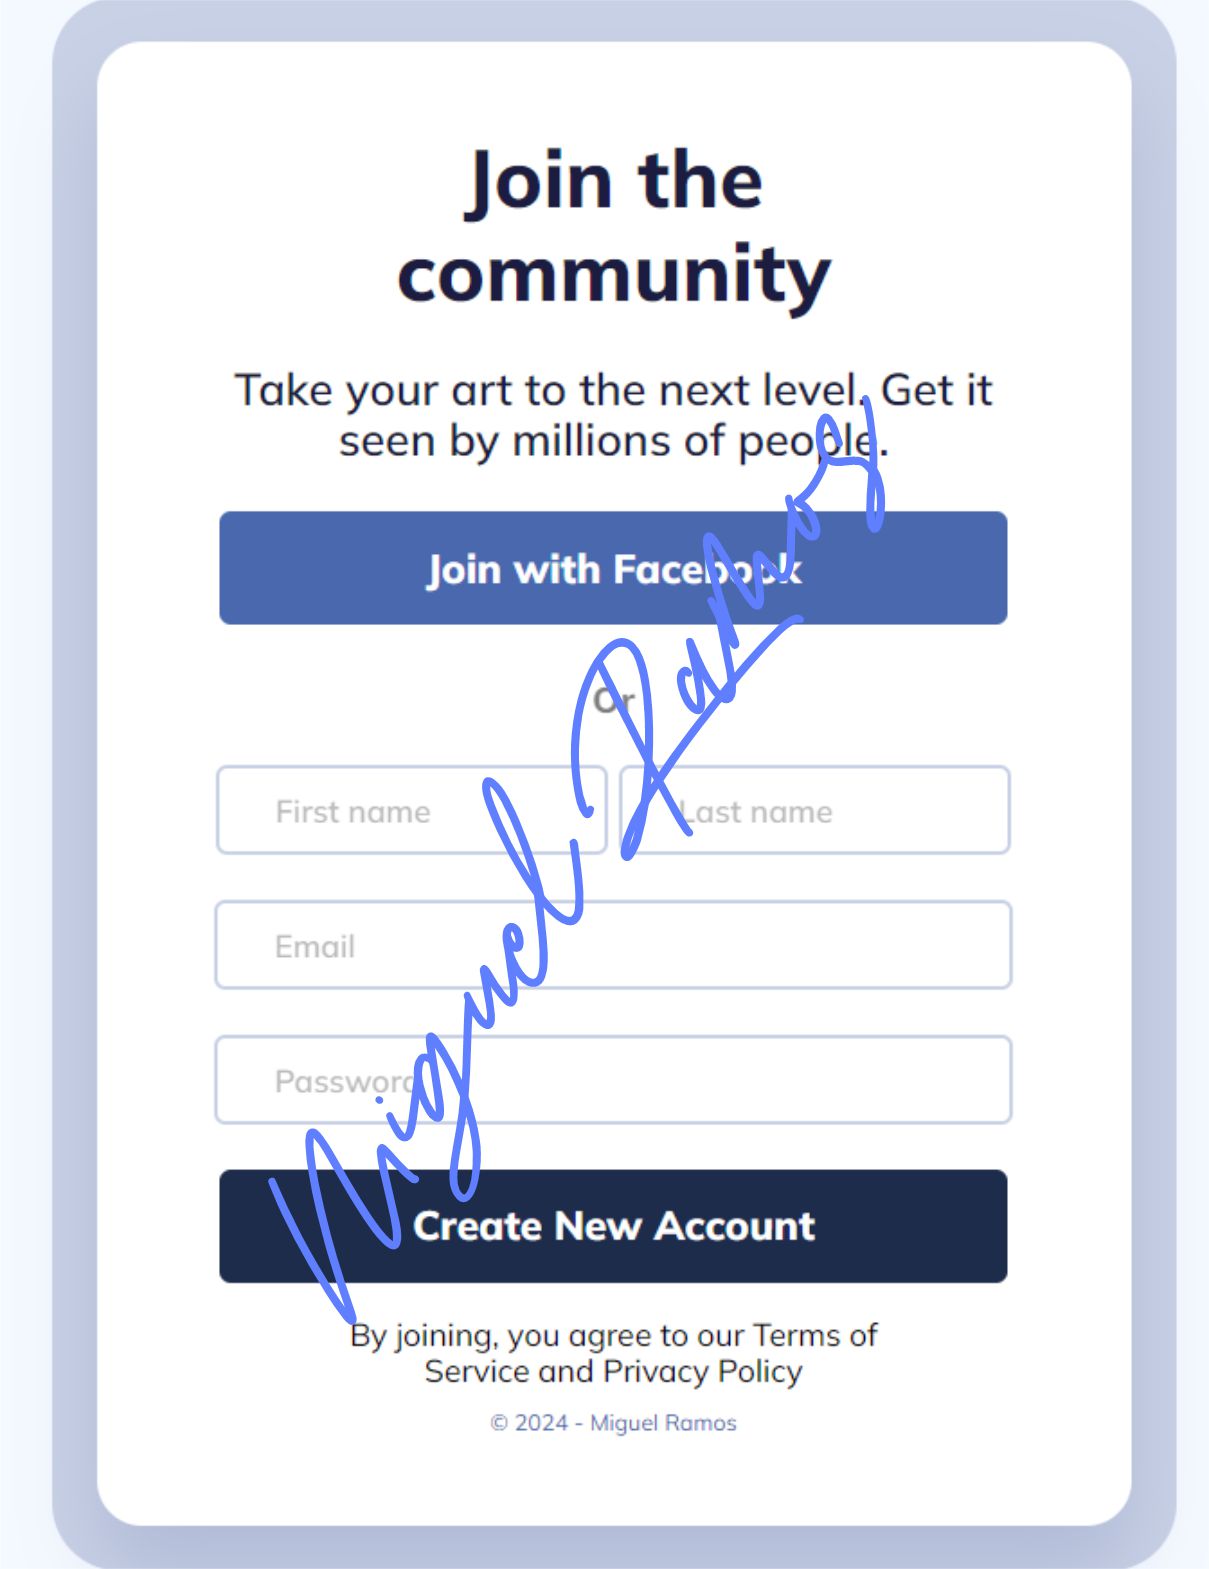 Join the
community
Take your art to the next level. Get it
seen by millions of people.
Join with Facebook
Or
First name
Last name
Email
Password
Miguel Ramos
Create New Account
By joining, you agree to our Terms of
Service and Privacy Policy
© 2024 - Miguel Ramos